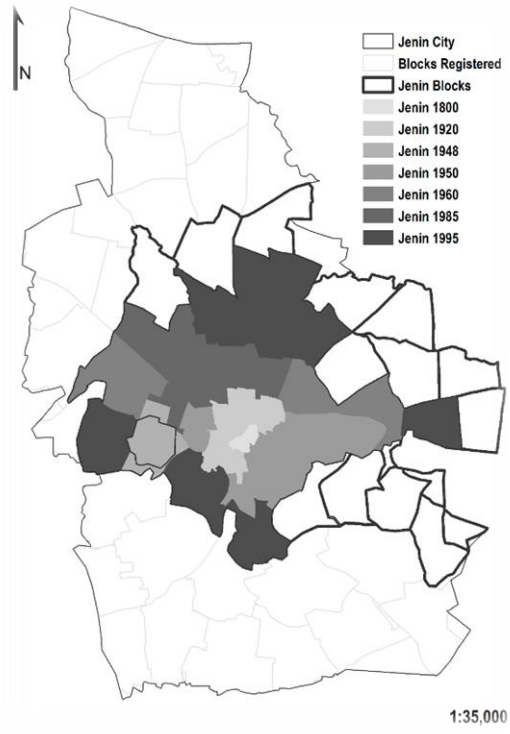 N
Jenin City
Blocks Registered
Jenin Blocks
Jenin 1800
Jenin 1920
Jenin 1948
Jenin 1950
Jenin 1960
Jenin 1985
Jenin 1995
1:35,000